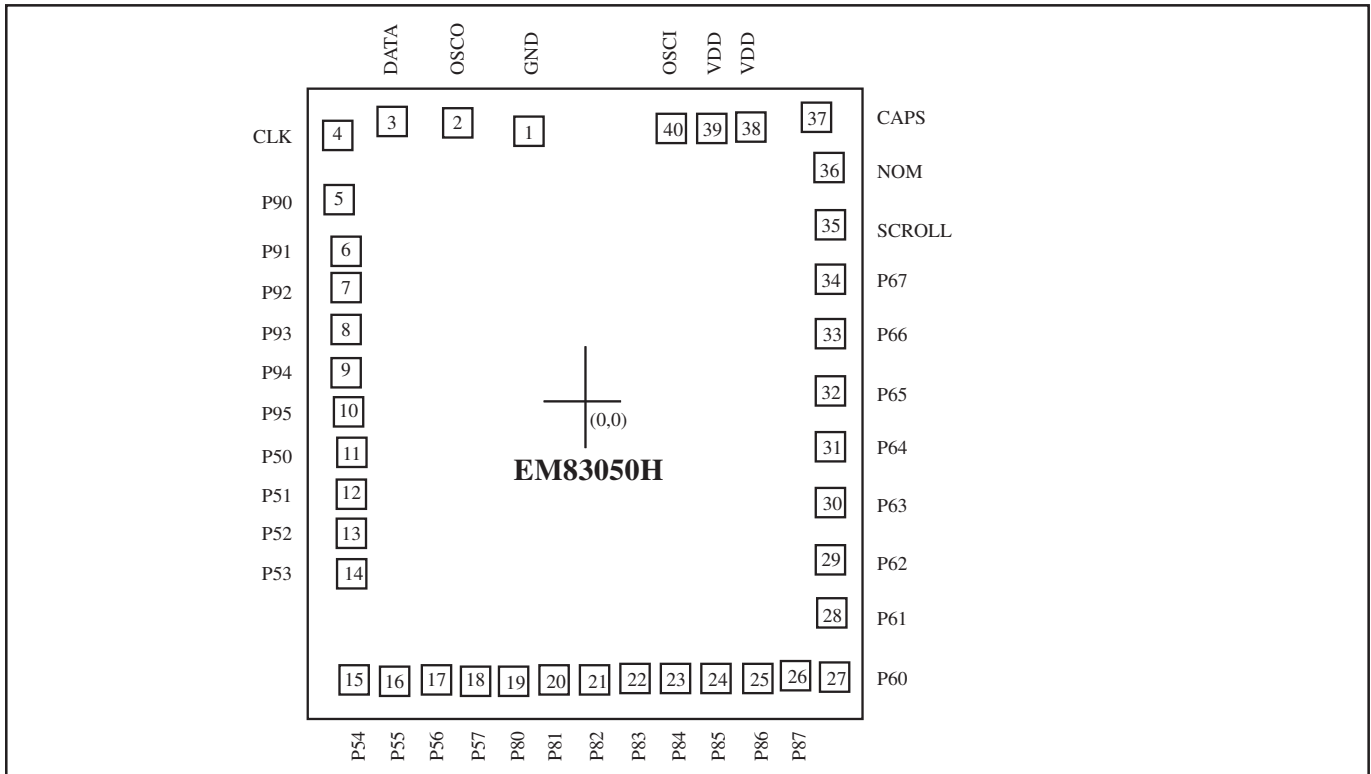 DATA
OSCO
GND
OSCI
VDD
VDD
CLK
4
3
2
1
40
39
38
37
CAPS
36
NOM
P90
5
35
SCROLL
P91
6
34
P67
P92
7
P93
8
33
P66
P94
9
32
P65
P95
10
(0,0)
P50
11
31
P64
EM83050H
P51
12
30
P63
P52
13
29
P62
P53
14
28
P61
15
16
17
18
19
20
21
22
23
24
25
26
27
P60
P54
P55
P56
P57
P80
P81
P82
P83
P84
P85
P86
P87